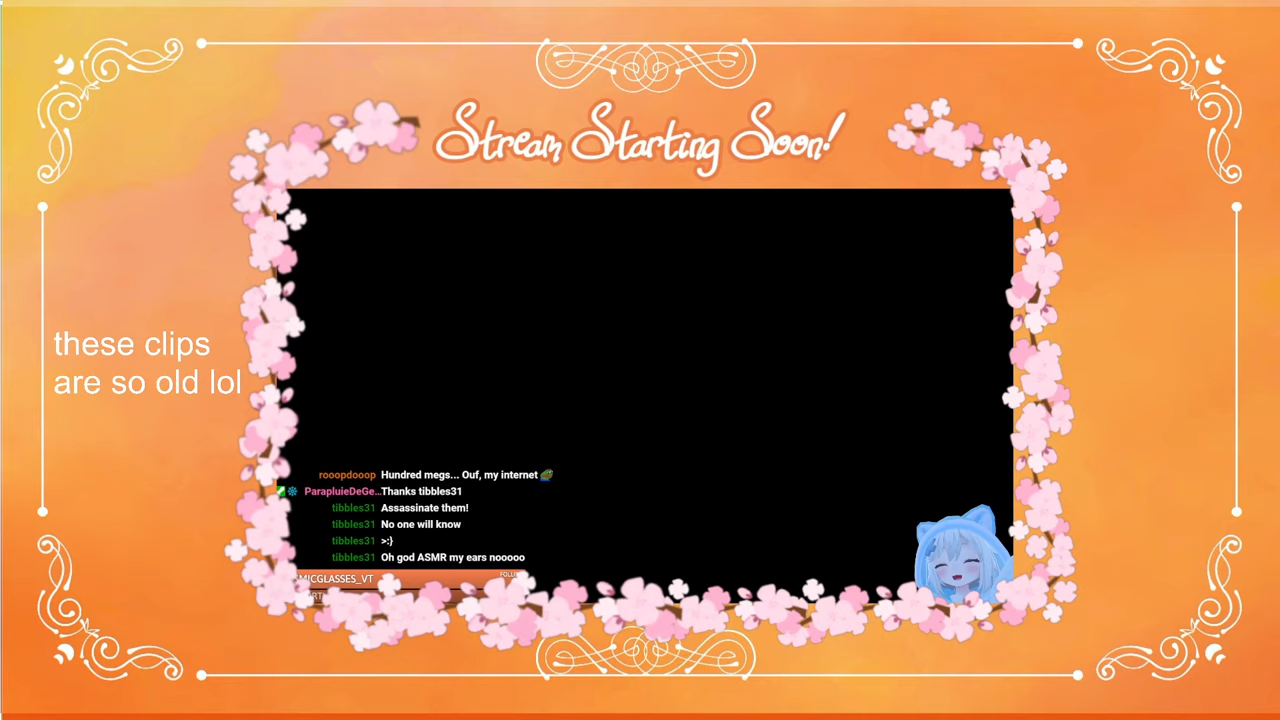 Stream Starting Soon!
these clips
are so old lol
rooopdooop Hundred megs... Ouf, my internet
ParapluieDeGe... Thanks tibbles31
tibbles31 Assassinate them!
tibbles31 No one will know
tibbles31 >:}
tibbles31 Oh god ASMR my ears nooooo
MICGLASSES_VT